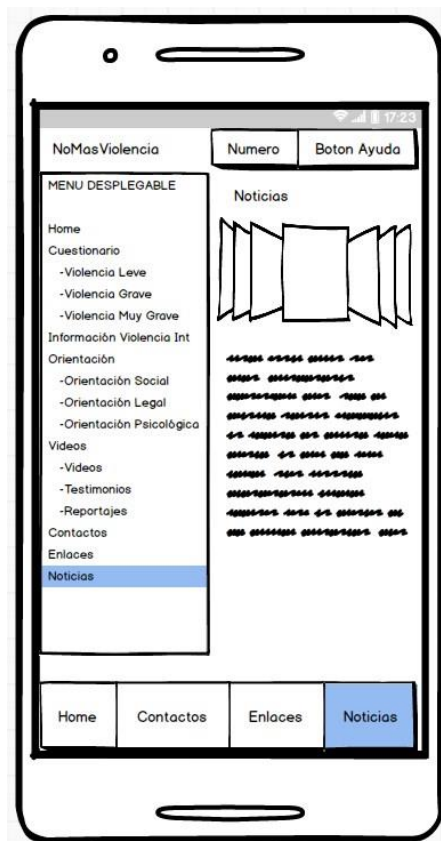 17:23
NoMasViolencia
Numero
Boton Ayuda
MENU DESPLEGABLE
Home
Cuestionario
-Violencia Leve
-Violencia Grave
-Violencia Muy Grave
Información Violencia Int
Orientación
-Orientación Social
-Orientación Legal
-Orientación Psicológica
Videos
-Videos
-Testimonios
-Reportajes
Contactos
Enlaces
Noticias
Noticias
Home
Contactos
Enlaces
Noticias